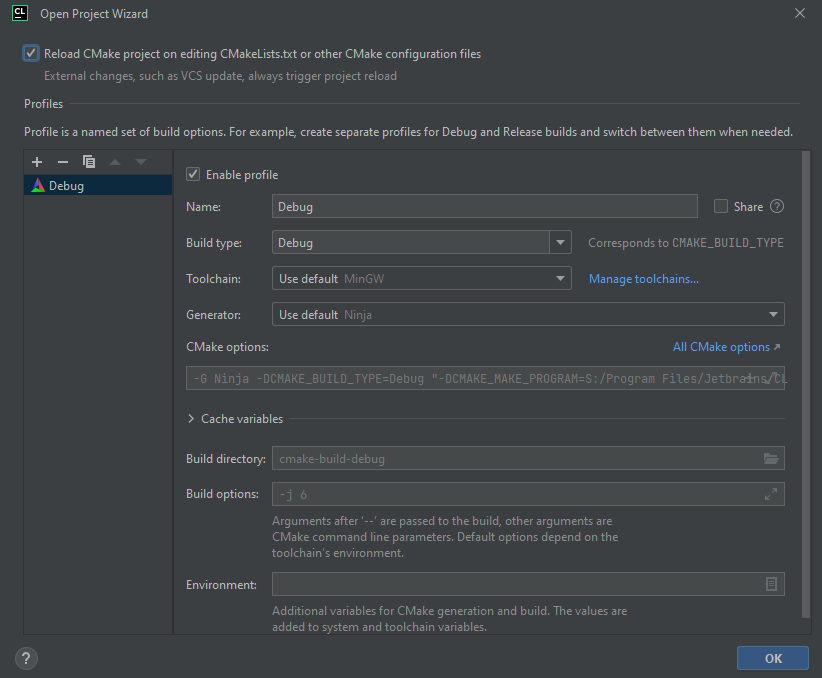 CL Open Project Wizard
Reload CMake project on editing CMakeLists.txt or other CMake configuration files
External changes, such as VCS update, always trigger project reload
Profiles
Profile is a named set of build options. For example, create separate profiles for Debug and Release builds and switch between them when needed.
Debug
Enable profile
Name: Debug Share ?
Build type: Debug Corresponds to CMAKE_BUILD_TYPE
Toolchain: Use default MinGW Manage toolchains...
Generator: Use default Ninja
CMake options: All CMake options ↗
-G Ninja -DCMAKE_BUILD_TYPE=Debug "-DCMAKE_MAKE_PROGRAM=S:/Program Files/Jetbrains/CL
Cache variables
Build directory: cmake-build-debug
Build options: -j 6
Arguments after '--' are passed to the build, other arguments are
CMake command line parameters. Default options depend on the
toolchain's environment.
Environment:
Additional variables for CMake generation and build. The values are
added to system and toolchain variables.
? OK